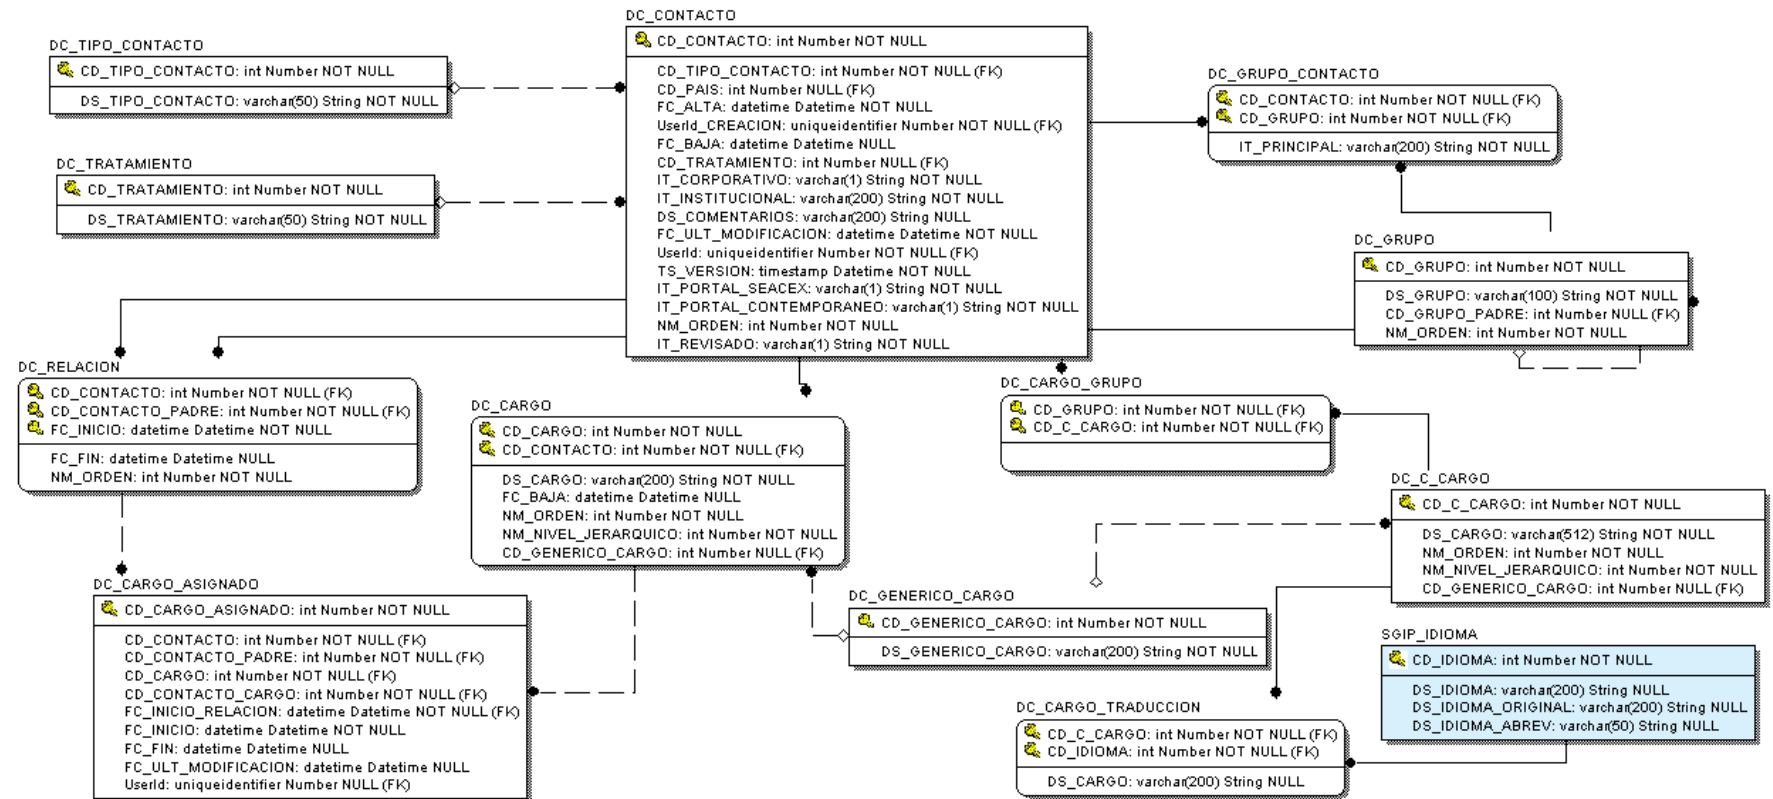 DC_CONTACTO
CD_CONTACTO: int Number NOT NULL
CD_TIPO_CONTACTO: int Number NOT NULL (FK)
CD_PAIS: int Number NULL (FK)
FC_ALTA: datetime Datetime NOT NULL
UserId_CREACION: uniqueidentifier Number NOT NULL (FK)
FC_BAJA: datetime Datetime NULL
CD_TRATAMIENTO: int Number NULL (FK)
IT_CORPORATIVO: varchar(1) String NOT NULL
IT_INSTITUCIONAL: varchar(200) String NOT NULL
DS_COMENTARIOS: varchar(200) String NULL
FC_ULT_MODIFICACION: datetime Datetime NOT NULL
UserId: uniqueidentifier Number NOT NULL (FK)
TS_VERSION: timestamp Datetime NOT NULL
IT_PORTAL_SEACEX: varchar(1) String NOT NULL
IT_PORTAL_CONTEMPORANEO: varchar(1) String NOT NULL
NM_ORDEN: int Number NOT NULL
IT_REVISADO: varchar(1) String NOT NULL
DC_TIPO_CONTACTO
CD_TIPO_CONTACTO: int Number NOT NULL
DS_TIPO_CONTACTO: varchar(50) String NOT NULL
DC_TRATAMIENTO
CD_TRATAMIENTO: int Number NOT NULL
DS_TRATAMIENTO: varchar(50) String NOT NULL
DC_GRUPO_CONTACTO
CD_CONTACTO: int Number NOT NULL (FK)
CD_GRUPO: int Number NOT NULL (FK)
IT_PRINCIPAL: varchar(200) String NOT NULL
DC_GRUPO
CD_GRUPO: int Number NOT NULL
DS_GRUPO: varchar(100) String NOT NULL
CD_GRUPO_PADRE: int Number NULL (FK)
NM_ORDEN: int Number NOT NULL
DC_RELACION
CD_CONTACTO: int Number NOT NULL (FK)
CD_CONTACTO_PADRE: int Number NOT NULL (FK)
FC_INICIO: datetime Datetime NOT NULL
FC_FIN: datetime Datetime NULL
NM_ORDEN: int Number NOT NULL
DC_CARGO
CD_CARGO: int Number NOT NULL
CD_CONTACTO: int Number NOT NULL (FK)
DS_CARGO: varchar(200) String NOT NULL
FC_BAJA: datetime Datetime NULL
NM_ORDEN: int Number NOT NULL
NM_NIVEL_JERARQUICO: int Number NOT NULL
CD_GENERICO_CARGO: int Number NULL (FK)
DC_CARGO_GRUPO
CD_GRUPO: int Number NOT NULL (FK)
CD_C_CARGO: int Number NOT NULL (FK)
DC_C_CARGO
CD_C_CARGO: int Number NOT NULL
DS_CARGO: varchar(512) String NOT NULL
NM_ORDEN: int Number NOT NULL
NM_NIVEL_JERARQUICO: int Number NOT NULL
CD_GENERICO_CARGO: int Number NULL (FK)
DC_CARGO_ASIGNADO
CD_CARGO_ASIGNADO: int Number NOT NULL
CD_CONTACTO: int Number NOT NULL (FK)
CD_CONTACTO_PADRE: int Number NOT NULL (FK)
CD_CARGO: int Number NOT NULL (FK)
CD_CONTACTO_CARGO: int Number NOT NULL (FK)
FC_INICIO_RELACION: datetime Datetime NOT NULL (FK)
FC_INICIO: datetime Datetime NOT NULL
FC_FIN: datetime Datetime NULL
FC_ULT_MODIFICACION: datetime Datetime NULL
UserId: uniqueidentifier Number NULL (FK)
DC_GENERICO_CARGO
CD_GENERICO_CARGO: int Number NOT NULL
DS_GENERICO_CARGO: varchar(200) String NOT NULL
SGIP_IDIOMA
CD_IDIOMA: int Number NOT NULL
DS_IDIOMA: varchar(200) String NULL
DS_IDIOMA_ORIGINAL: varchar(200) String NULL
DS_IDIOMA_ABREV: varchar(50) String NULL
DC_CARGO_TRADUCCION
CD_C_CARGO: int Number NOT NULL (FK)
CD_IDIOMA: int Number NOT NULL (FK)
DS_CARGO: varchar(200) String NULL